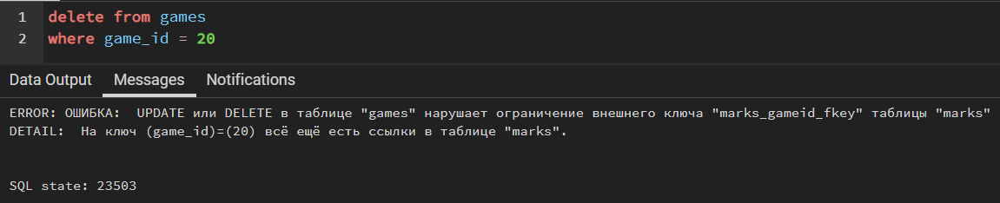 1 delete from games
2 where game_id = 20
Data Output Messages Notifications
ERROR: ОШИБКА: UPDATE или DELETE в таблице "games" нарушает ограничение внешнего ключа "marks_gameid_fkey" таблицы "marks"
DETAIL: На ключ (game_id)=(20) всё ещё есть ссылки в таблице "marks".
SQL state: 23503